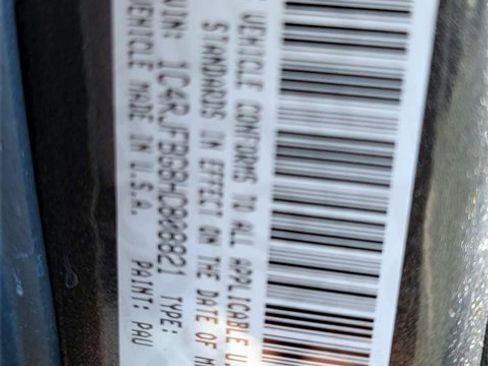 VEHICLE CONFORMS TO ALL APPLICABLE U.
STANDARDS IN EFFECT ON THE DATE OF M
VIN: 1C4RJFBG8HC808821 TYPE:
VEHICLE MADE IN U.S.A. PAINT: PAU